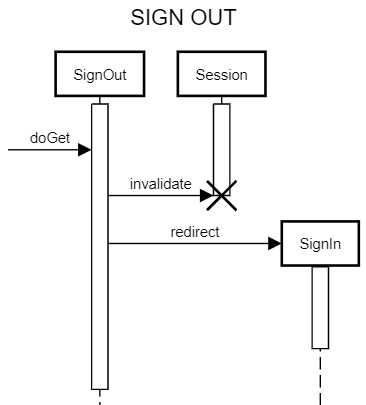 SIGN OUT
SignOut
Session
doGet
invalidate
redirect
SignIn